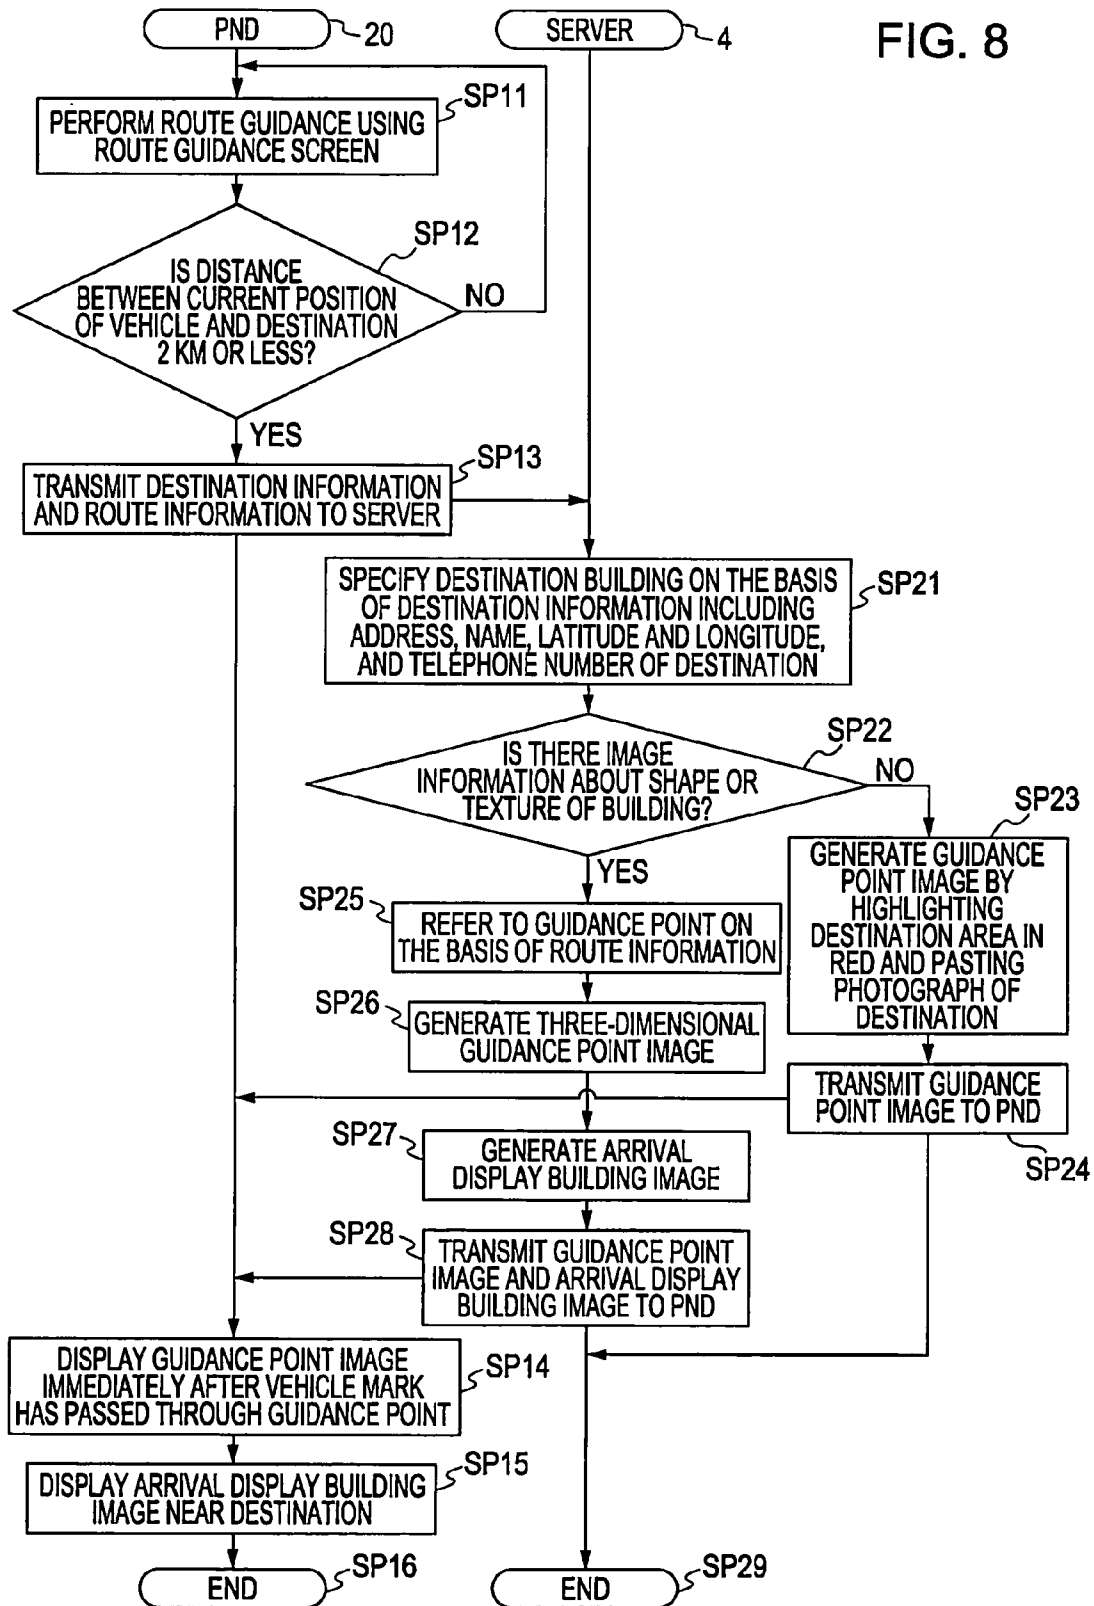 FIG. 8
PND
20
SERVER
4
SP11
PERFORM ROUTE GUIDANCE USING
ROUTE GUIDANCE SCREEN
SP12
IS DISTANCE
BETWEEN CURRENT POSITION
OF VEHICLE AND DESTINATION
2 KM OR LESS?
NO
YES
SP13
TRANSMIT DESTINATION INFORMATION
AND ROUTE INFORMATION TO SERVER
SP21
SPECIFY DESTINATION BUILDING ON THE BASIS
OF DESTINATION INFORMATION INCLUDING
ADDRESS, NAME, LATITUDE AND LONGITUDE,
AND TELEPHONE NUMBER OF DESTINATION
SP22
IS THERE IMAGE
INFORMATION ABOUT SHAPE OR
TEXTURE OF BUILDING?
NO
YES
SP23
GENERATE GUIDANCE
POINT IMAGE BY
HIGHLIGHTING
DESTINATION AREA IN
RED AND PASTING
PHOTOGRAPH OF
DESTINATION
SP25
REFER TO GUIDANCE POINT ON
THE BASIS OF ROUTE INFORMATION
SP26
GENERATE THREE-DIMENSIONAL
GUIDANCE POINT IMAGE
TRANSMIT GUIDANCE
POINT IMAGE TO PND
SP24
SP27
GENERATE ARRIVAL
DISPLAY BUILDING IMAGE
SP28
TRANSMIT GUIDANCE POINT
IMAGE AND ARRIVAL DISPLAY
BUILDING IMAGE TO PND
DISPLAY GUIDANCE POINT IMAGE
IMMEDIATELY AFTER VEHICLE MARK
HAS PASSED THROUGH GUIDANCE POINT
SP14
SP15
DISPLAY ARRIVAL DISPLAY BUILDING
IMAGE NEAR DESTINATION
END
SP16
END
SP29